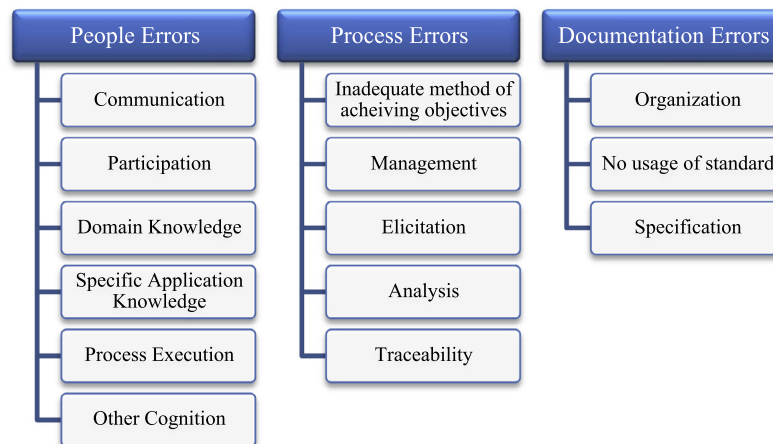 People Errors
Communication
Participation
Domain Knowledge
Specific Application
Knowledge
Process Execution
Other Cognition
Process Errors
Inadequate method of
acheiving objectives
Management
Elicitation
Analysis
Traceability
Documentation Errors
Organization
No usage of standard
Specification